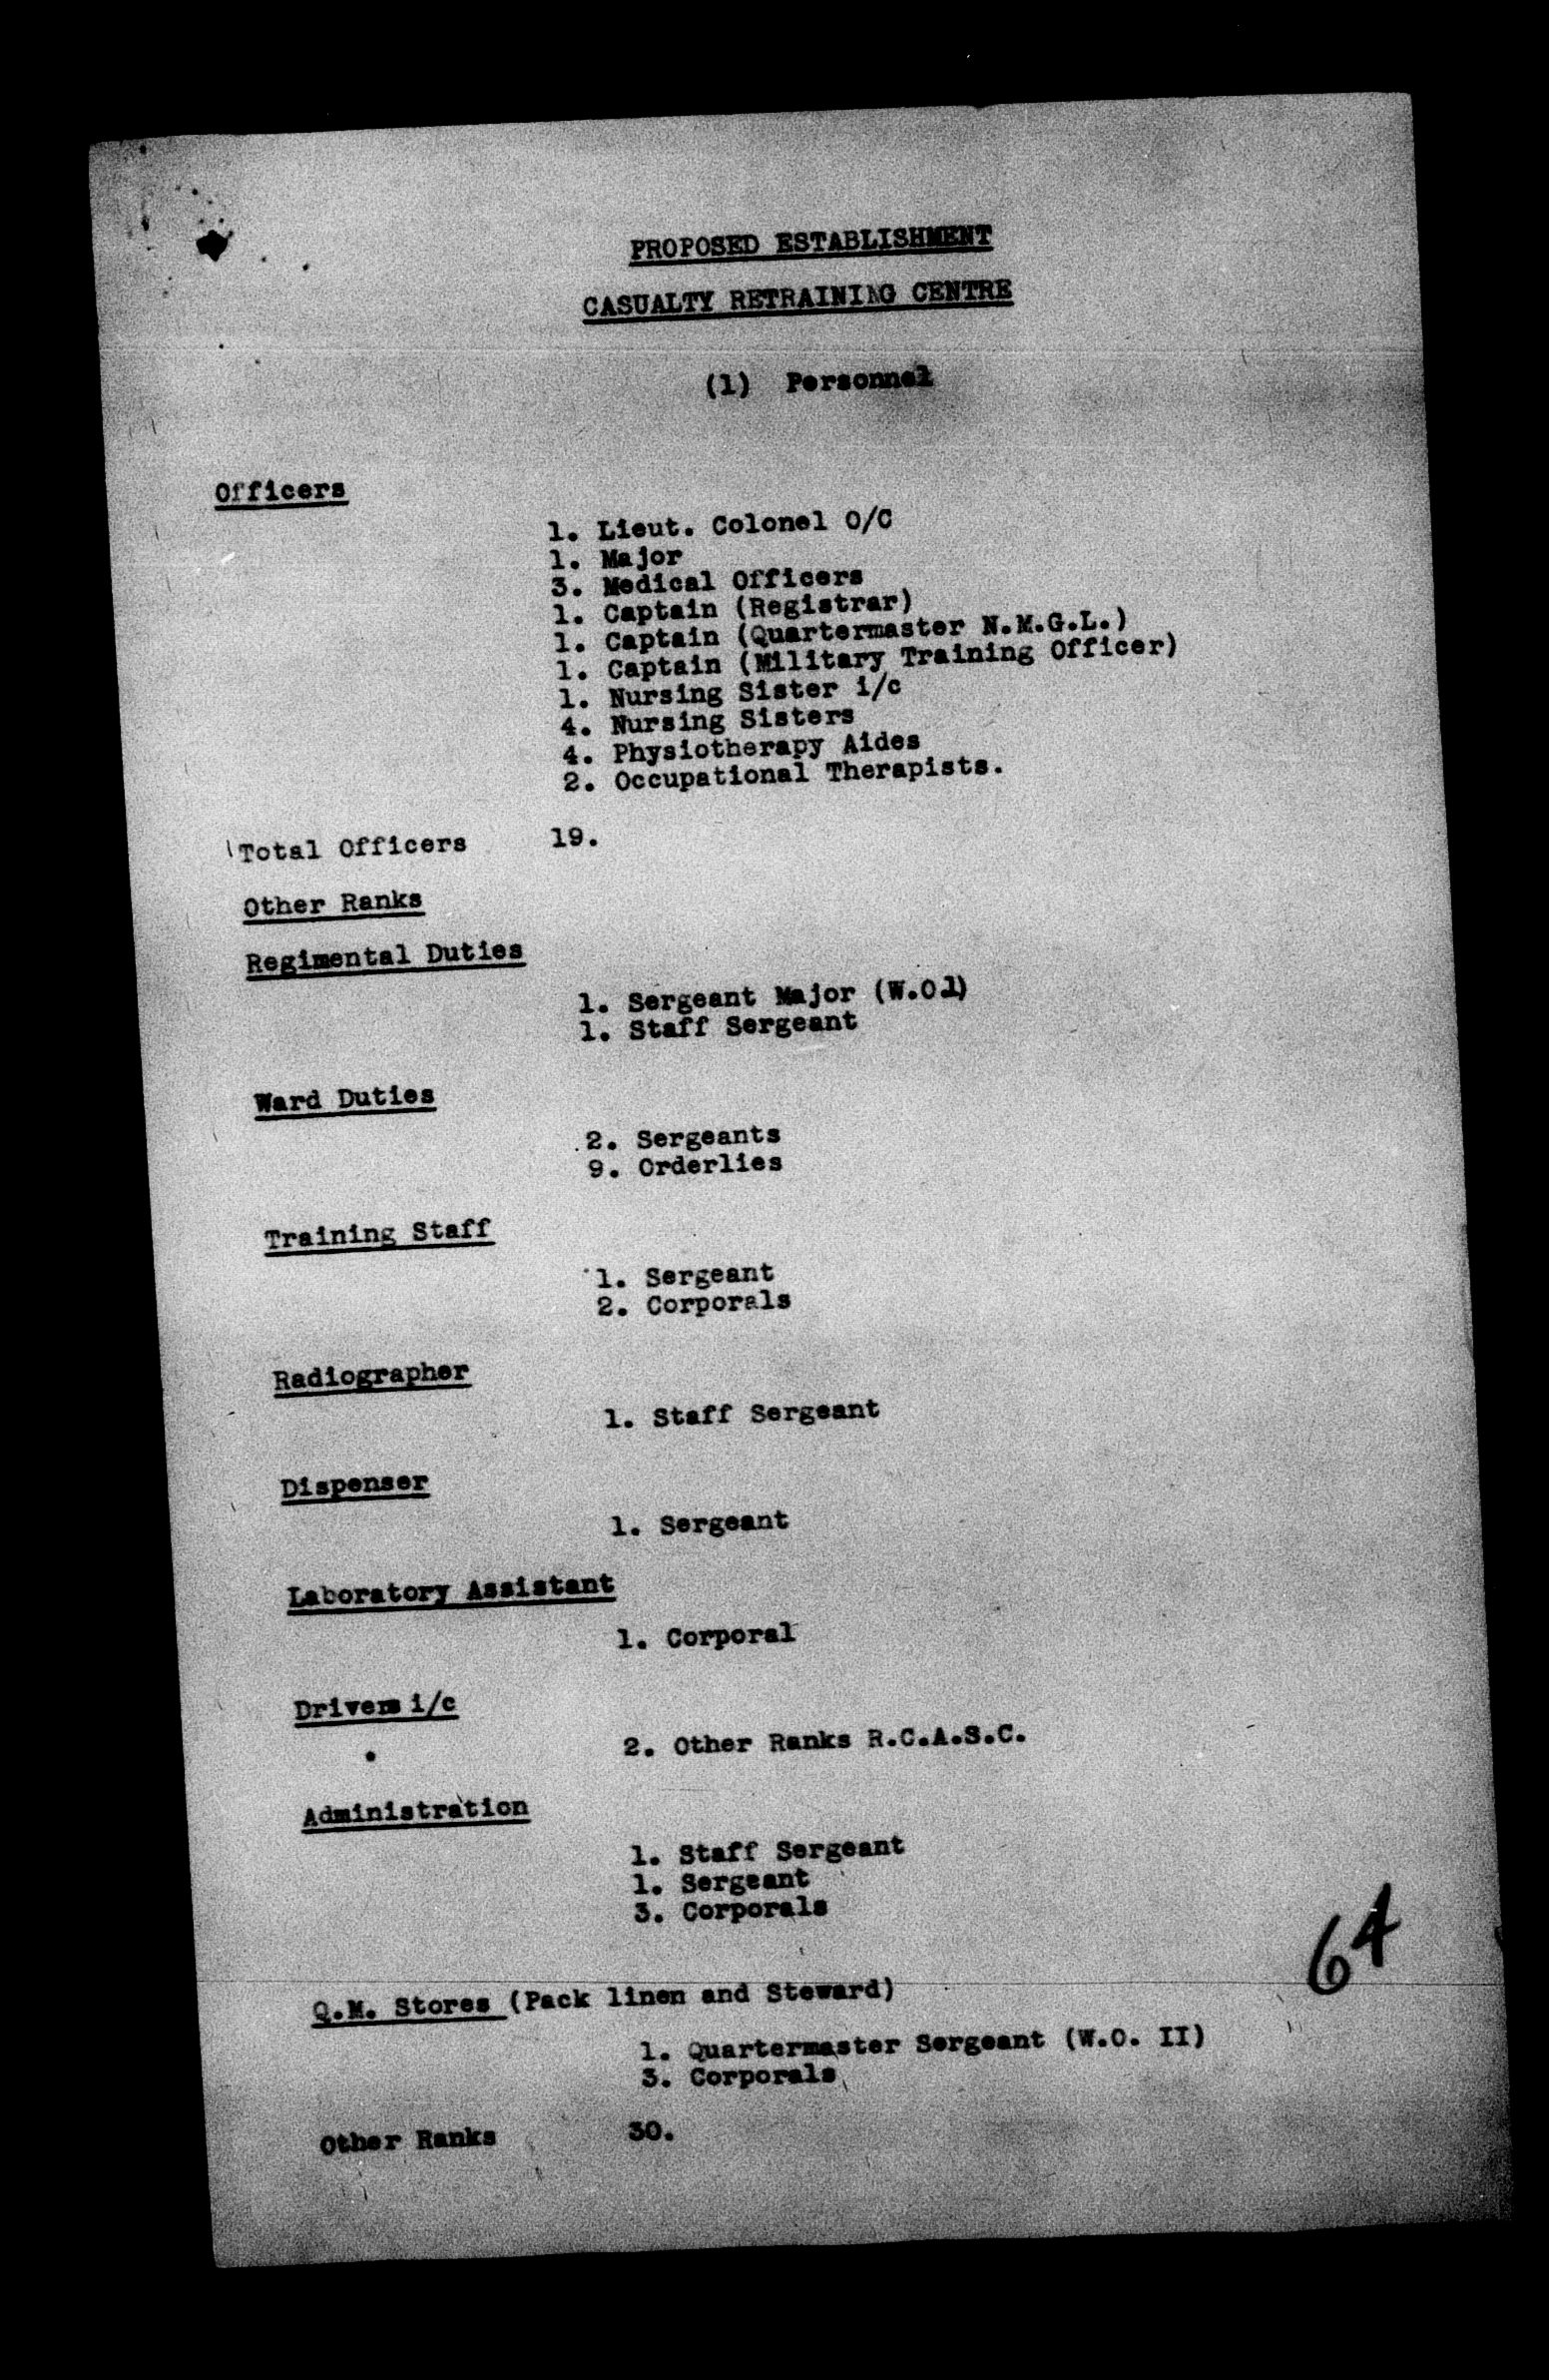 PROPOSED ESTABLISHMENT
CASUALTY RETRAINING CENTRE
(1) Personnel
Officers
1. Lieut. Colonel O/C
1. Major
3. Medical Officers
1. Captain (Registrar)
1. Captain (Quartermaster N.M.G.L.)
1. Captain (Military Training Officer)
1. Nursing Sister i/c
4. Nursing Sisters
4. Physiotherapy Aides
2. Occupational Therapists.
Total Officers 19.
Other Ranks
Regimental Duties
1. Sergeant Major (W.O.1)
1. Staff Sergeant
Ward Duties
2. Sergeants
9. Orderlies
Training Staff
1. Sergeant
2. Corporals
Radiographer
1. Staff Sergeant
Dispenser
1. Sergeant
Laboratory Assistant
1. Corporal
Drivers i/c
2. Other Ranks R.C.A.S.C.
Administration
1. Staff Sergeant
1. Sergeant
3. Corporals
64
Q.M. Stores (Pack linen and Steward)
1. Quartermaster Sergeant (W.O. II)
3. Corporals
Other Ranks 30.